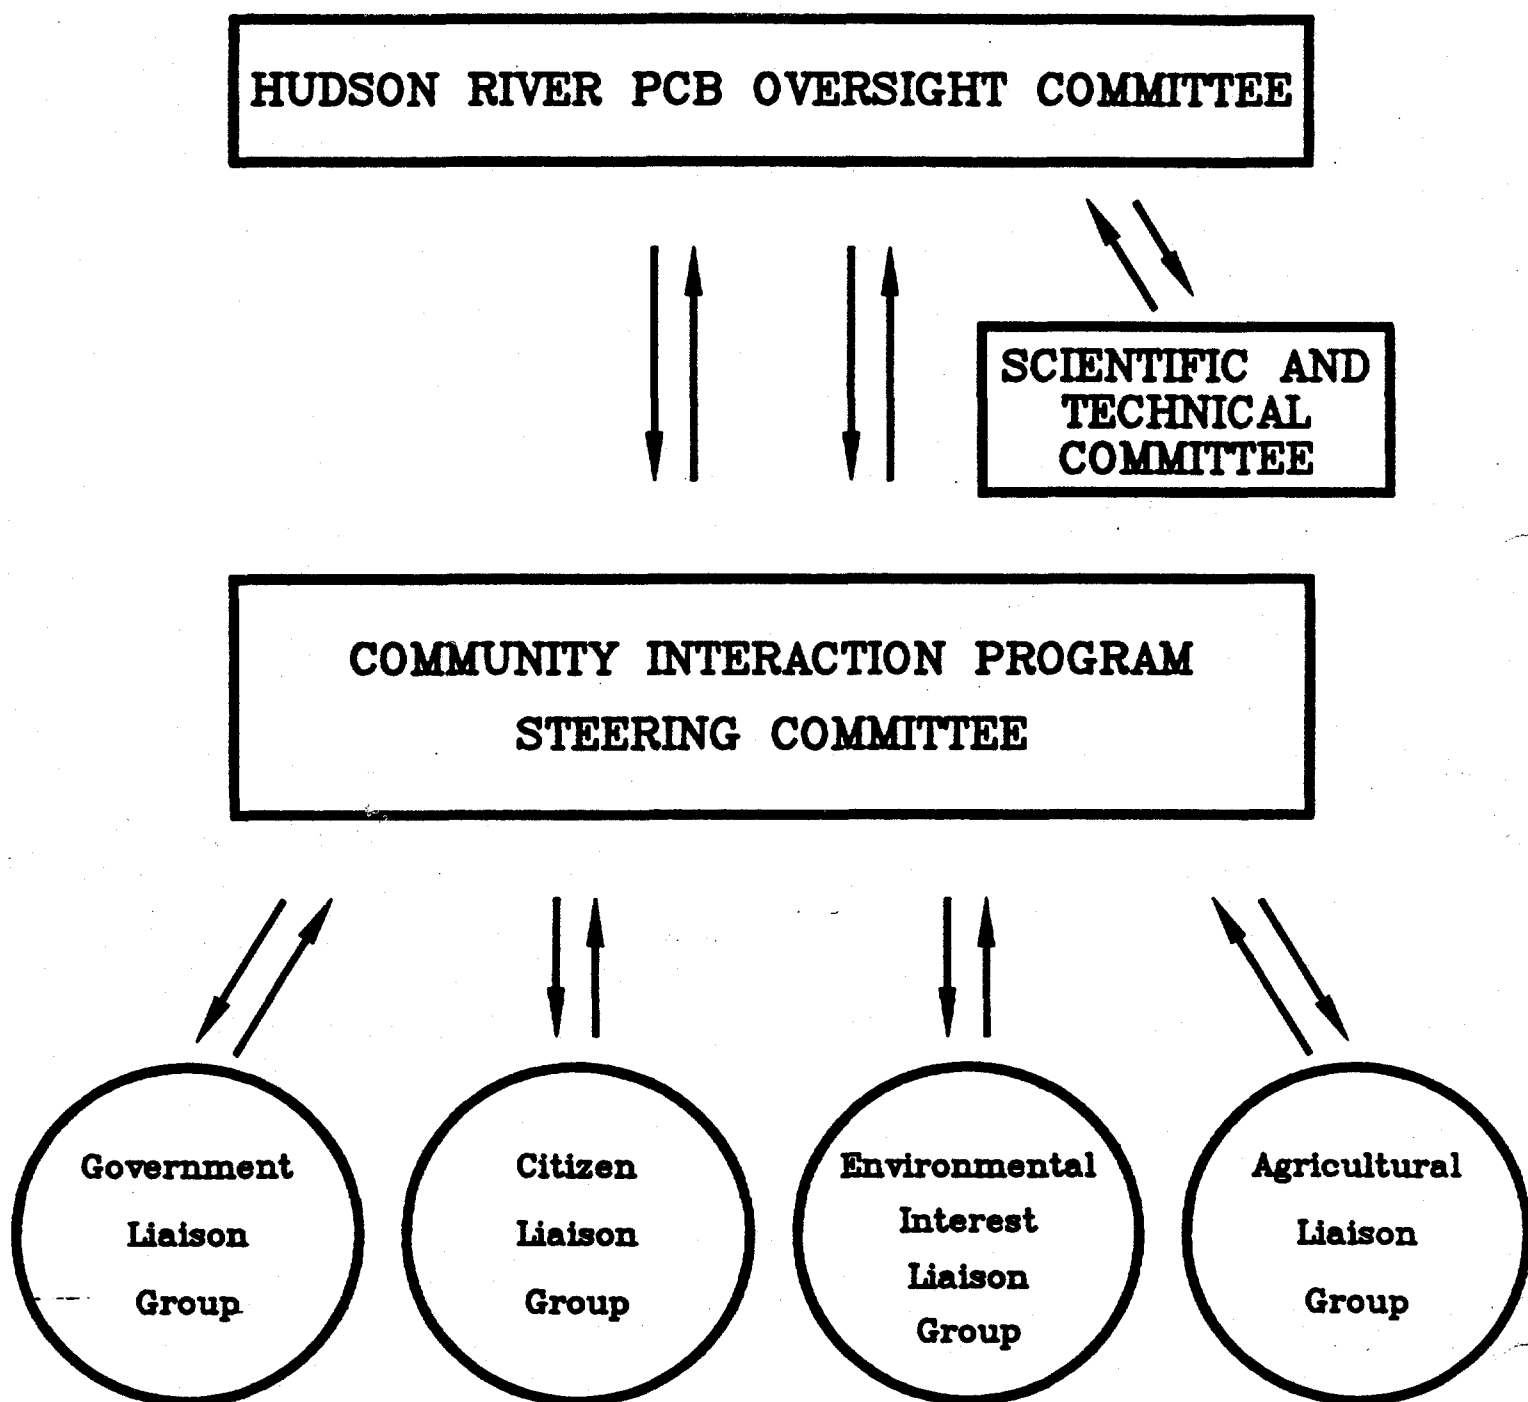 HUDSON RIVER PCB OVERSIGHT COMMITTEE
SCIENTIFIC AND
TECHNICAL
COMMITTEE
COMMUNITY INTERACTION PROGRAM
STEERING COMMITTEE
Government
Liaison
Group
Citizen
Liaison
Group
Environmental
Interest
Liaison
Group
Agricultural
Liaison
Group